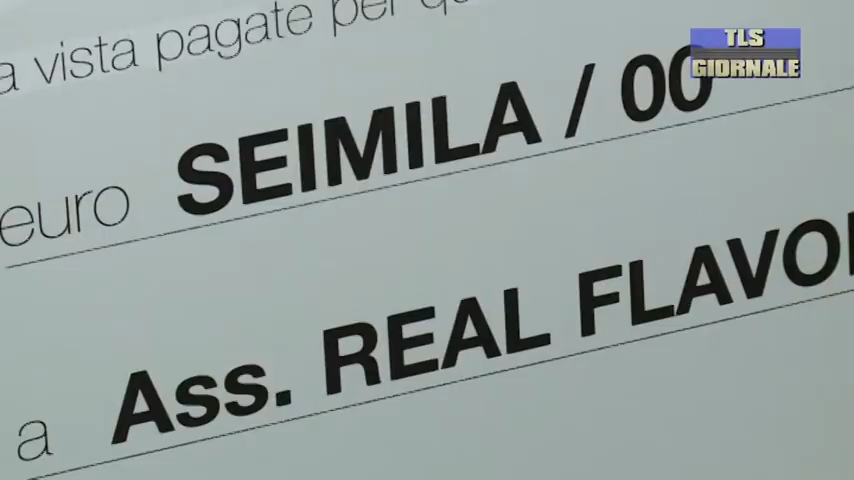 a vista pagate per
TLS
GIORNALE
euro SEIMILA / 00
a Ass. REAL FLAVO